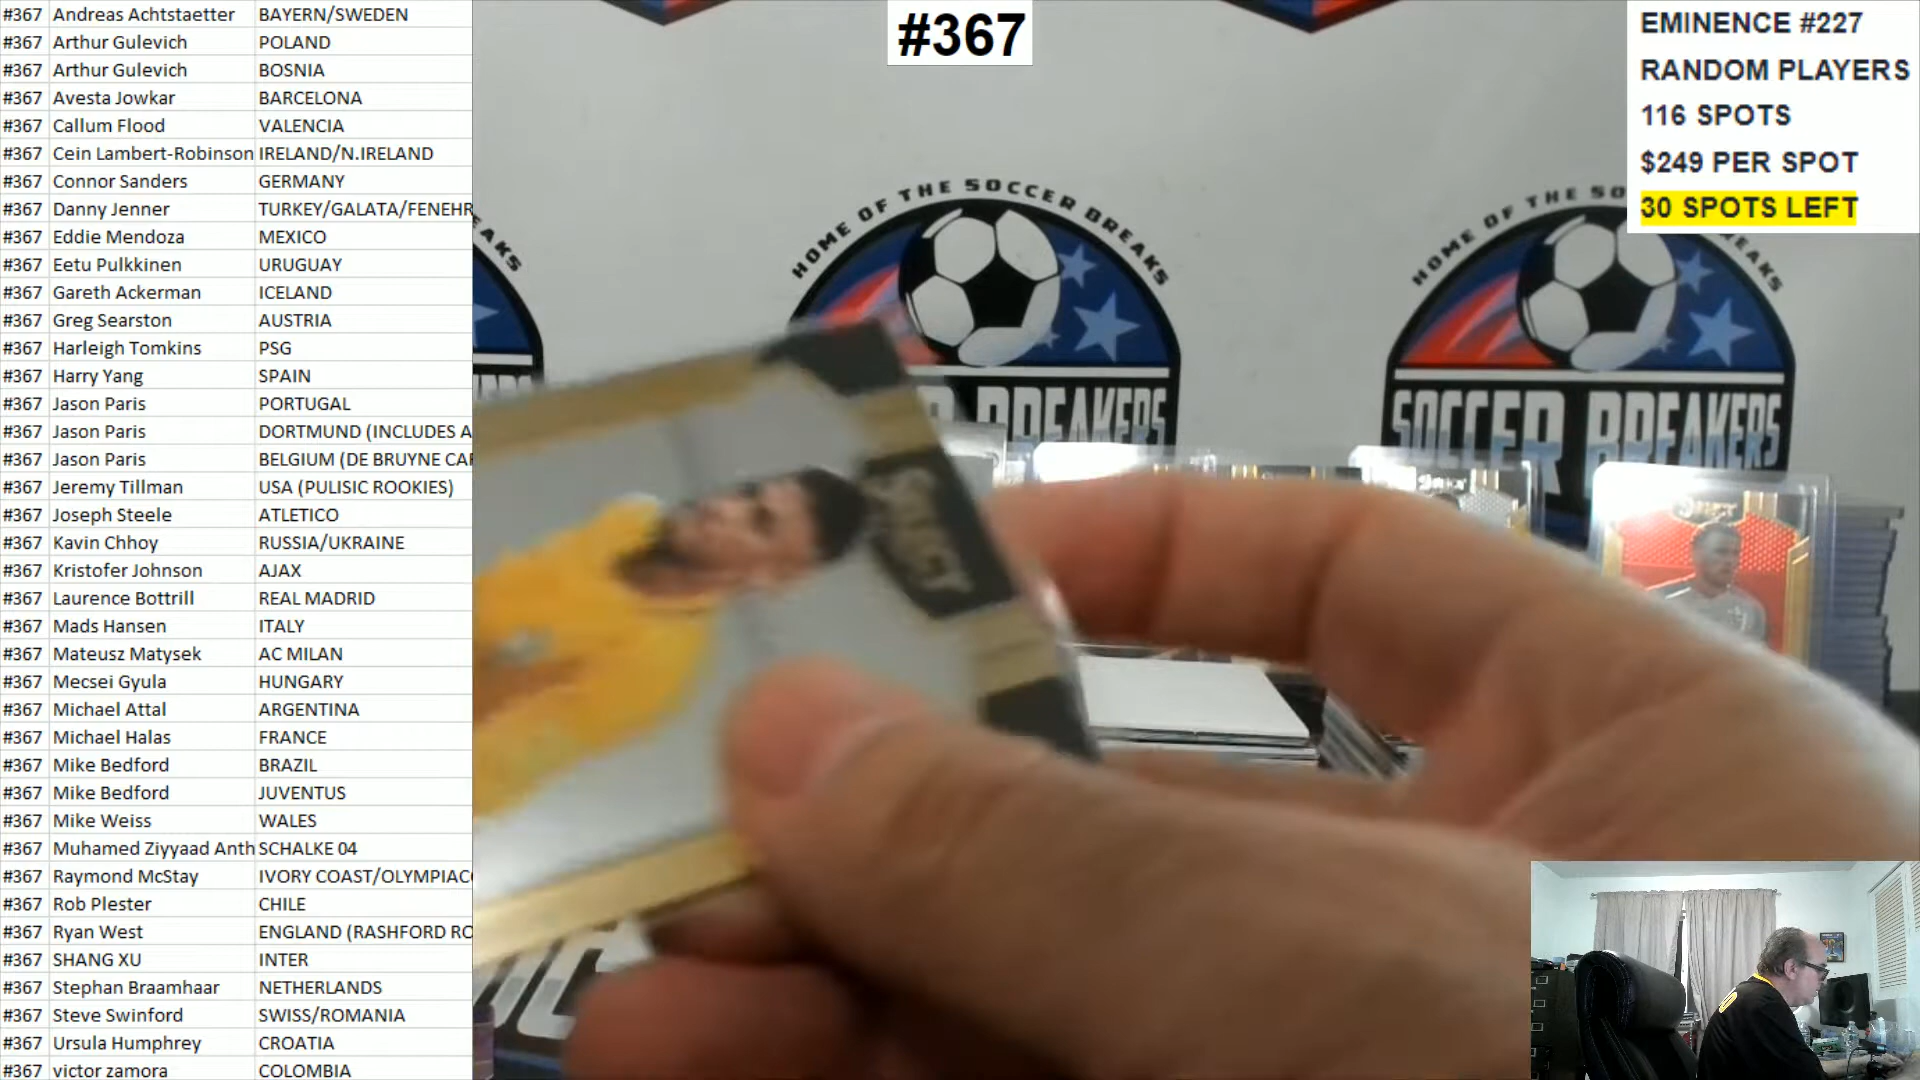 #367 Andreas Achtstaetter BAYERN/SWEDEN
#367 Arthur Gulevich POLAND
#367 Arthur Gulevich BOSNIA
#367 Avesta Jowkar BARCELONA
#367 Callum Flood VALENCIA
#367 Cein Lambert-Robinson IRELAND/N.IRELAND
#367 Connor Sanders GERMANY
#367 Danny Jenner TURKEY/GALATA/FENEHR
#367 Eddie Mendoza MEXICO
#367 Eetu Pulkkinen URUGUAY
#367 Gareth Ackerman ICELAND
#367 Greg Searston AUSTRIA
#367 Harleigh Tomkins PSG
#367 Harry Yang SPAIN
#367 Jason Paris PORTUGAL
#367 Jason Paris DORTMUND (INCLUDES A
#367 Jason Paris BELGIUM (DE BRUYNE CAR
#367 Jeremy Tillman USA (PULISIC ROOKIES)
#367 Joseph Steele ATLETICO
#367 Kavin Chhoy RUSSIA/UKRAINE
#367 Kristofer Johnson AJAX
#367 Laurence Bottrill REAL MADRID
#367 Mads Hansen ITALY
#367 Mateusz Matysek AC MILAN
#367 Mecsei Gyula HUNGARY
#367 Michael Attal ARGENTINA
#367 Michael Halas FRANCE
#367 Mike Bedford BRAZIL
#367 Mike Bedford JUVENTUS
#367 Mike Weiss WALES
#367 Muhamed Ziyyaad Anth SCHALKE 04
#367 Raymond McStay IVORY COAST/OLYMPIAC
#367 Rob Plester CHILE
#367 Ryan West ENGLAND (RASHFORD RO
#367 SHANG XU INTER
#367 Stephan Braamhaar NETHERLANDS
#367 Steve Swinford SWISS/ROMANIA
#367 Ursula Humphrey CROATIA
#367 victor zamora COLOMBIA
#367
EMINENCE #227
RANDOM PLAYERS
116 SPOTS
$249 PER SPOT
30 SPOTS LEFT
HOME OF THE SOCCER BREAKS
BREAKERS
HOME OF THE SO
REAKS
SOCCER BREAKERS
EAKS
SELECT
SELECT